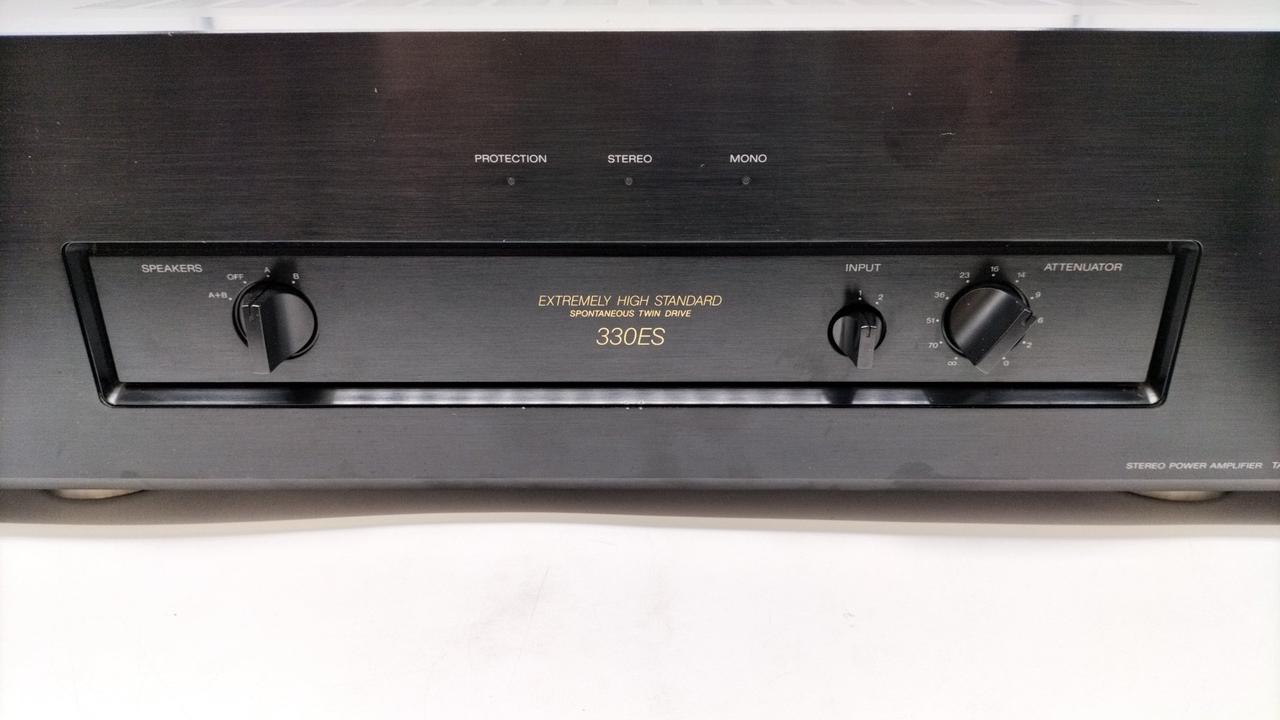 PROTECTION STEREO MONO
SPEAKERS
A+B OFF A B
EXTREMELY HIGH STANDARD
SPONTANEOUS TWIN DRIVE
330ES
INPUT
1 2
ATTENUATOR
∞ 70 51 36 23 16 14 9 6 2 0
STEREO POWER AMPLIFIER TA